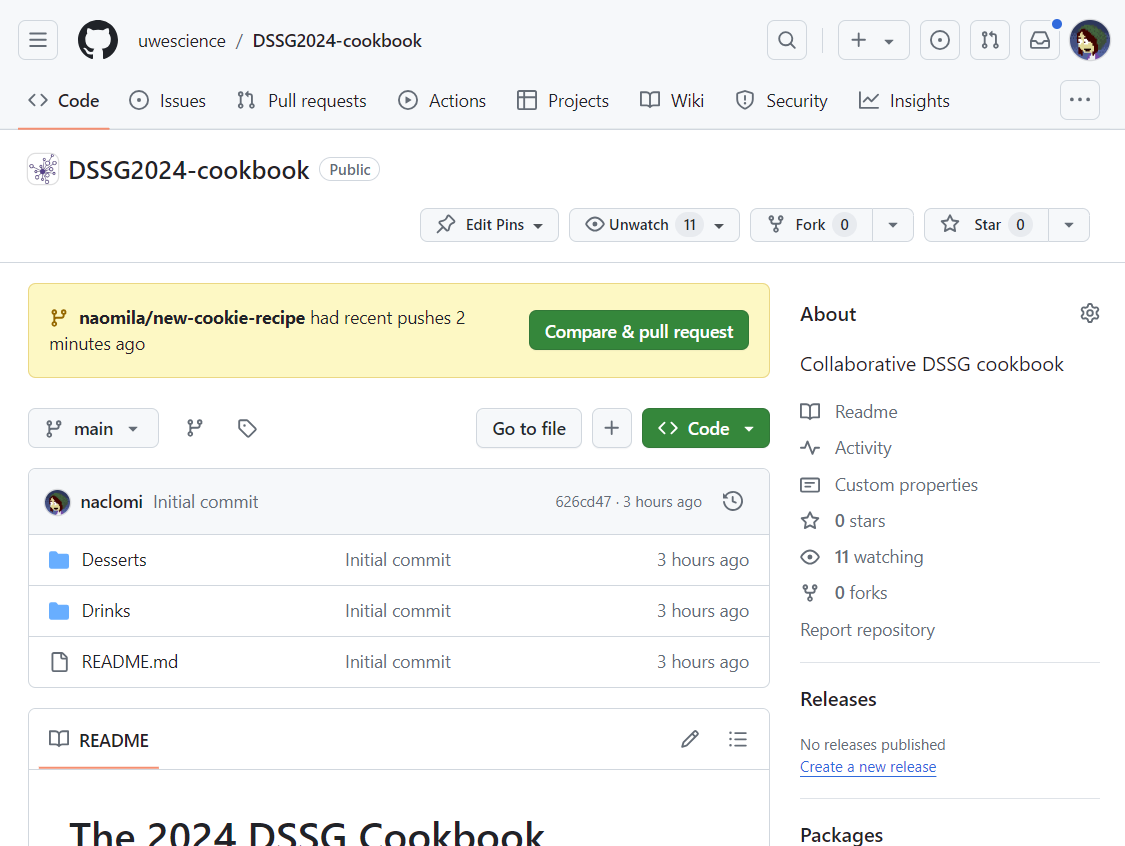 uwescience / DSSG2024-cookbook
Code Issues Pull requests Actions Projects Wiki Security Insights
DSSG2024-cookbook Public
Edit Pins Unwatch 11 Fork 0 Star 0
naomila/new-cookie-recipe had recent pushes 2
minutes ago
Compare & pull request
main Go to file Code
naclomi Initial commit 626cd47 · 3 hours ago
Desserts Initial commit 3 hours ago
Drinks Initial commit 3 hours ago
README.md Initial commit 3 hours ago
README
The 2024 DSSG Cookbook
About
Collaborative DSSG cookbook
Readme
Activity
Custom properties
0 stars
11 watching
0 forks
Report repository
Releases
No releases published
Create a new release
Packages